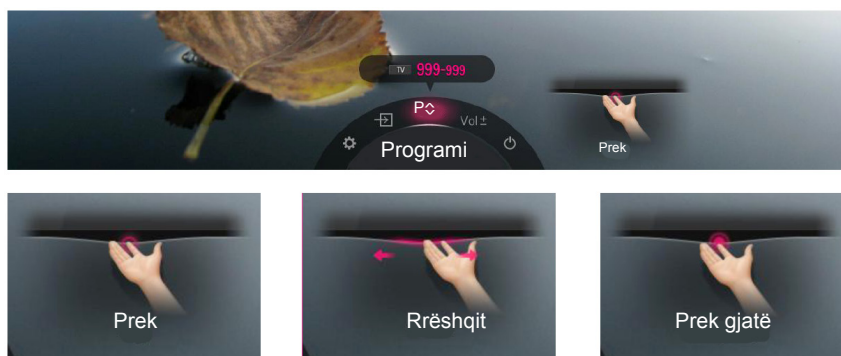 TV 999-999
P
Vol ±
Programi
Prek
Prek
Rrëshqit
Prek gjatë